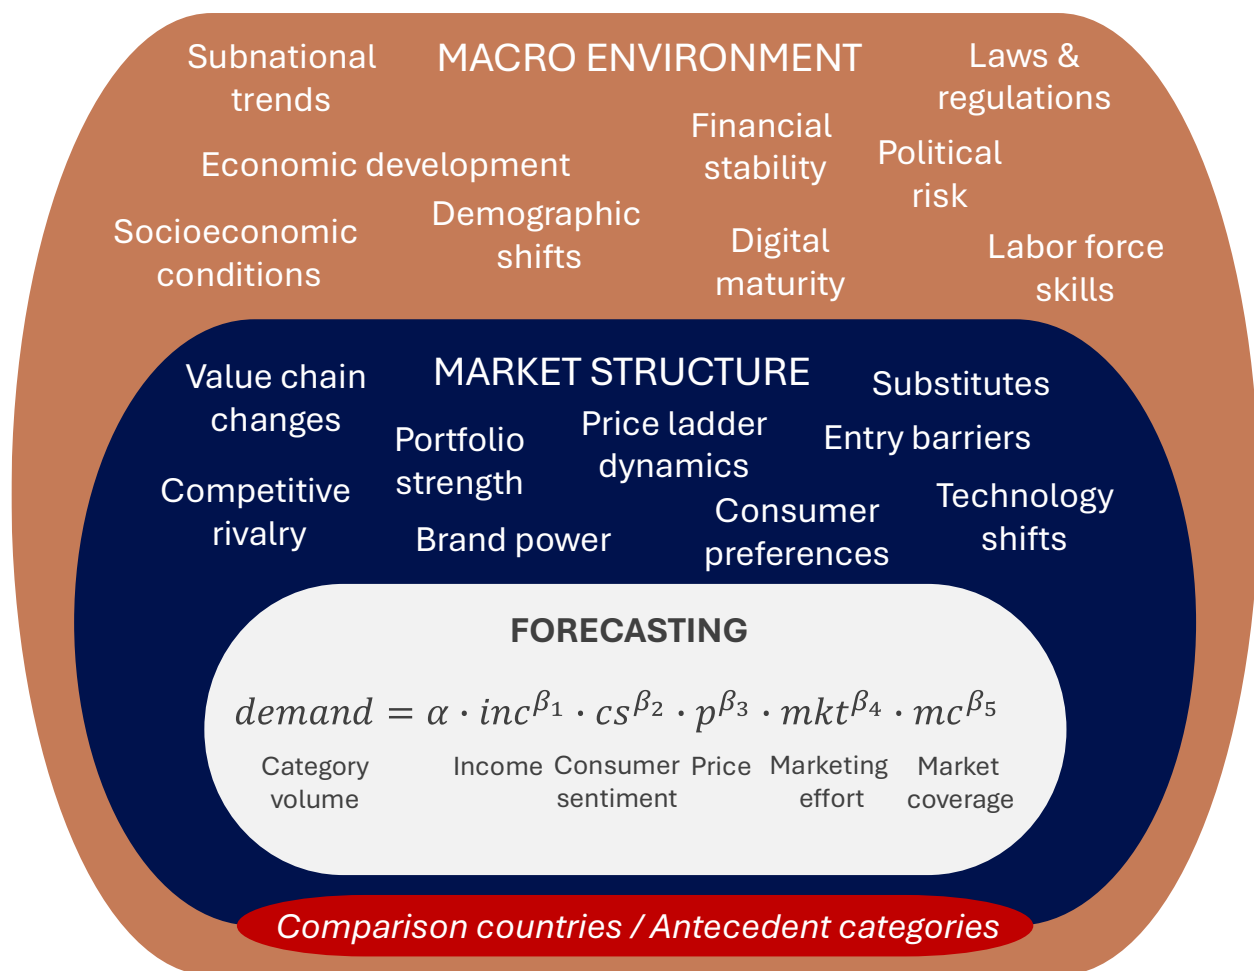 MACRO ENVIRONMENT
Subnational
trends
Laws &
regulations
Financial
stability
Political
risk
Economic development
Demographic
shifts
Socioeconomic
conditions
Digital
maturity
Labor force
skills
MARKET STRUCTURE
Value chain
changes
Substitutes
Portfolio
strength
Price ladder
dynamics
Entry barriers
Competitive
rivalry
Brand power
Consumer
preferences
Technology
shifts
FORECASTING
demand = α · inc^β₁ · cs^β₂ · p^β₃ · mkt^β₄ · mc^β₅
Category
volume
Income
Consumer
sentiment
Price
Marketing
effort
Market
coverage
Comparison countries / Antecedent categories